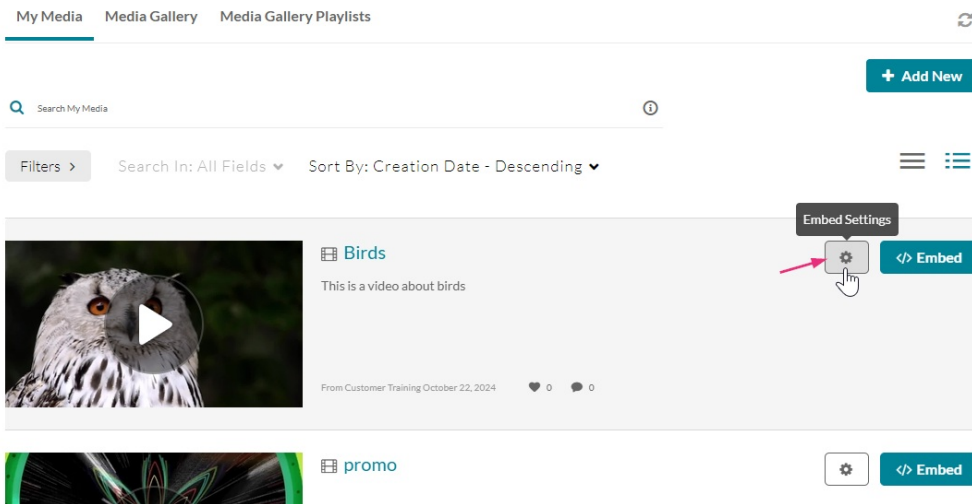 My Media Media Gallery Media Gallery Playlists
+ Add New
Search My Media
Filters > Search In: All Fields Sort By: Creation Date - Descending
Embed Settings
Birds </> Embed
This is a video about birds
From Customer Training October 22, 2024 0 0
promo </> Embed